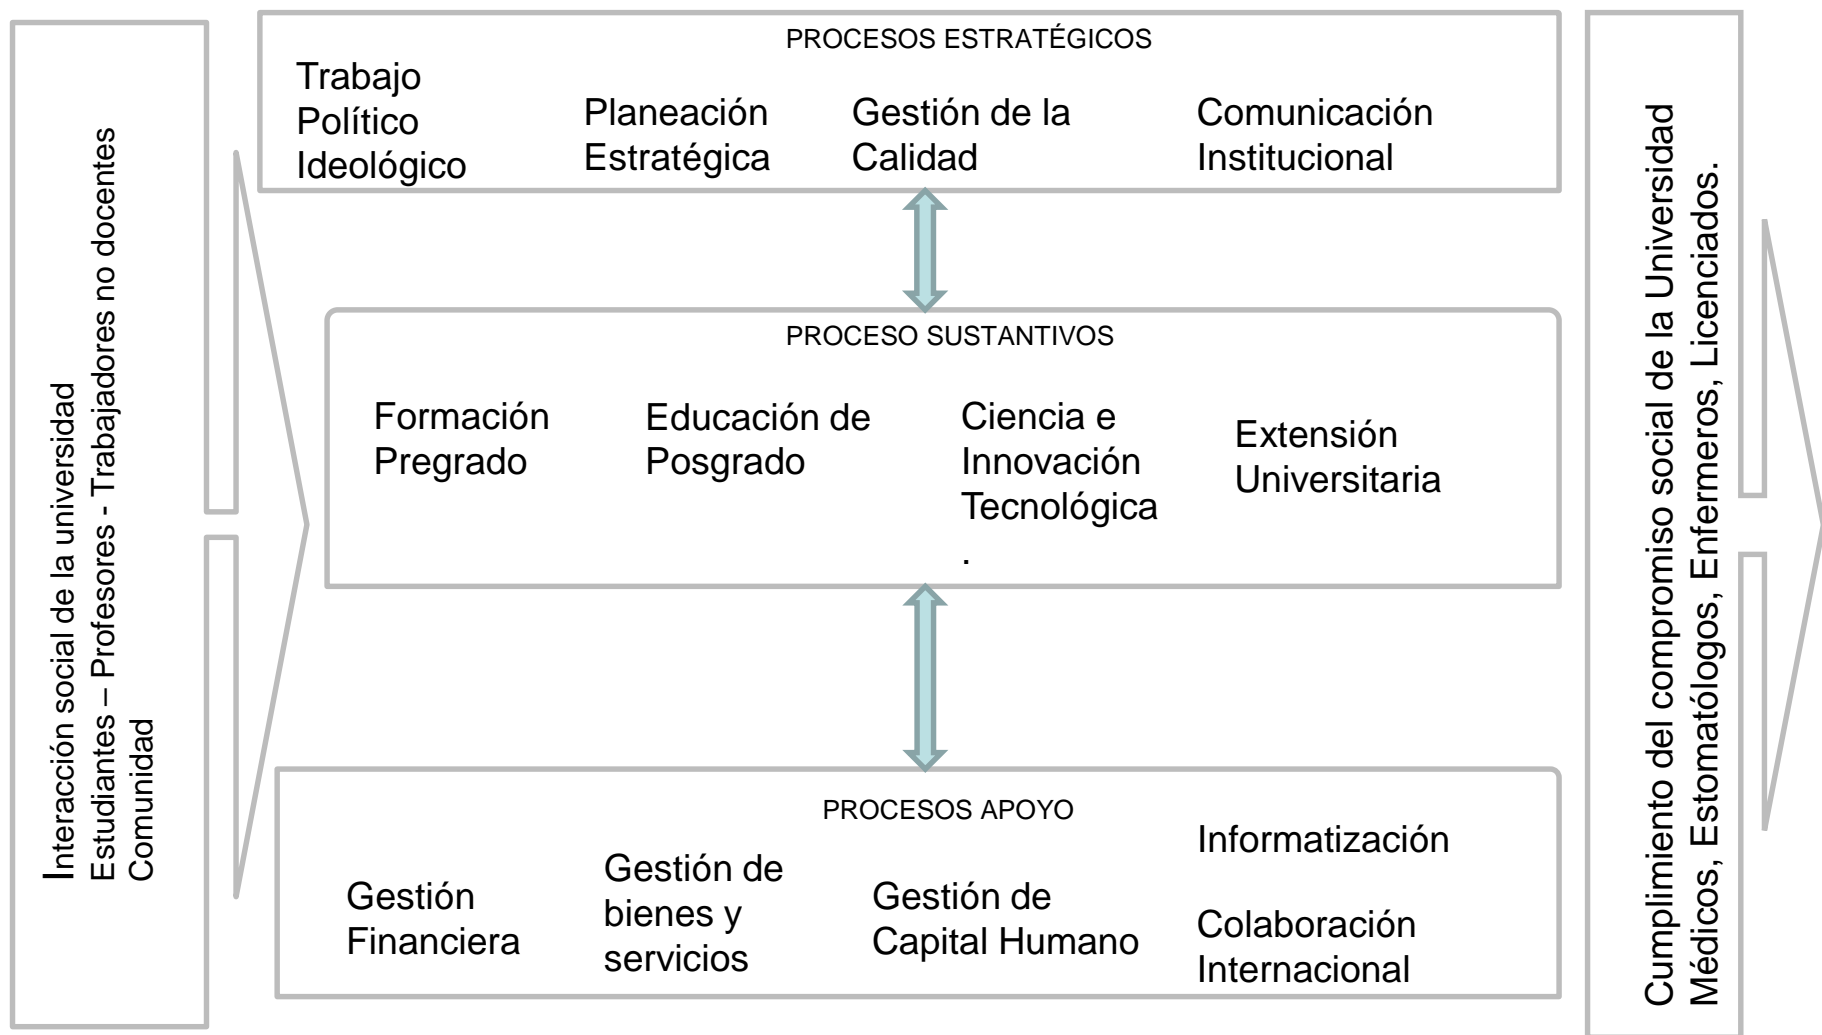 Interacción social de la universidad
Estudiantes – Profesores - Trabajadores no docentes
Comunidad
PROCESOS ESTRATÉGICOS
Trabajo
Político
Ideológico
Planeación
Estratégica
Gestión de la
Calidad
Comunicación
Institucional
PROCESO SUSTANTIVOS
Formación
Pregrado
Educación de
Posgrado
Ciencia e
Innovación
Tecnológica
.
Extensión
Universitaria
PROCESOS APOYO
Gestión
Financiera
Gestión de
bienes y
servicios
Gestión de
Capital Humano
Informatización
Colaboración
Internacional
Cumplimiento del compromiso social de la Universidad
Médicos, Estomatólogos, Enfermeros, Licenciados.